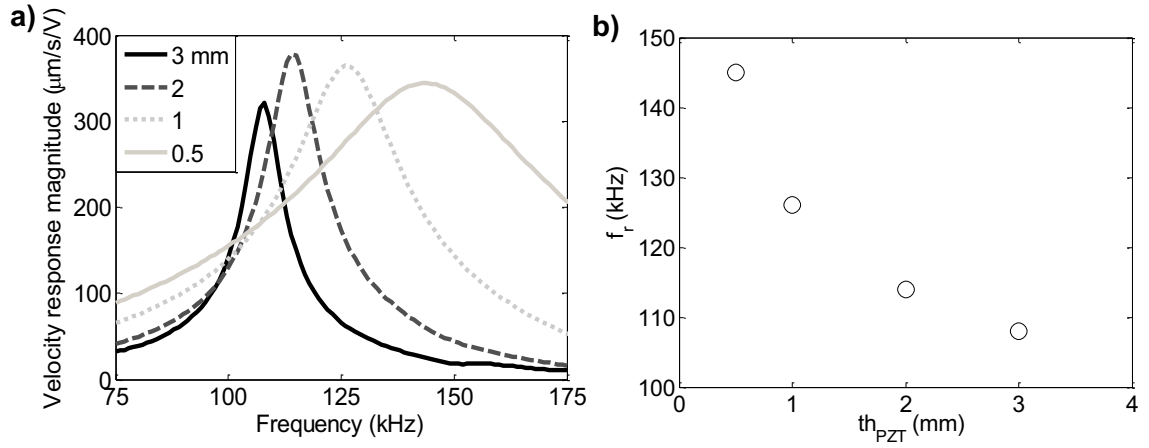 a)
Velocity response magnitude (μm/s/V)
400
300
200
100
0
3 mm
2
1
0.5
75 100 125 150 175
Frequency (kHz)
b)
f_r (kHz)
150
140
130
120
110
100
0 1 2 3 4
th_PZT (mm)